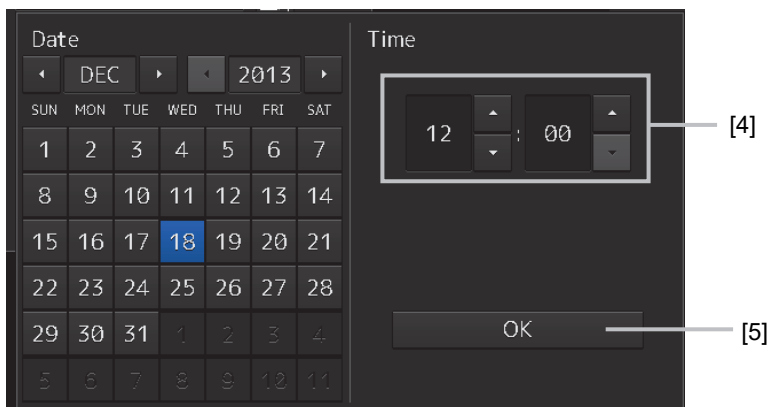 Date
DEC 2013
SUN MON TUE WED THU FRI SAT
1 2 3 4 5 6 7
8 9 10 11 12 13 14
15 16 17 18 19 20 21
22 23 24 25 26 27 28
29 30 31 1 2 3 4
5 6 7 8 9 10 11
Time
12 : 00
[4]
OK
[5]